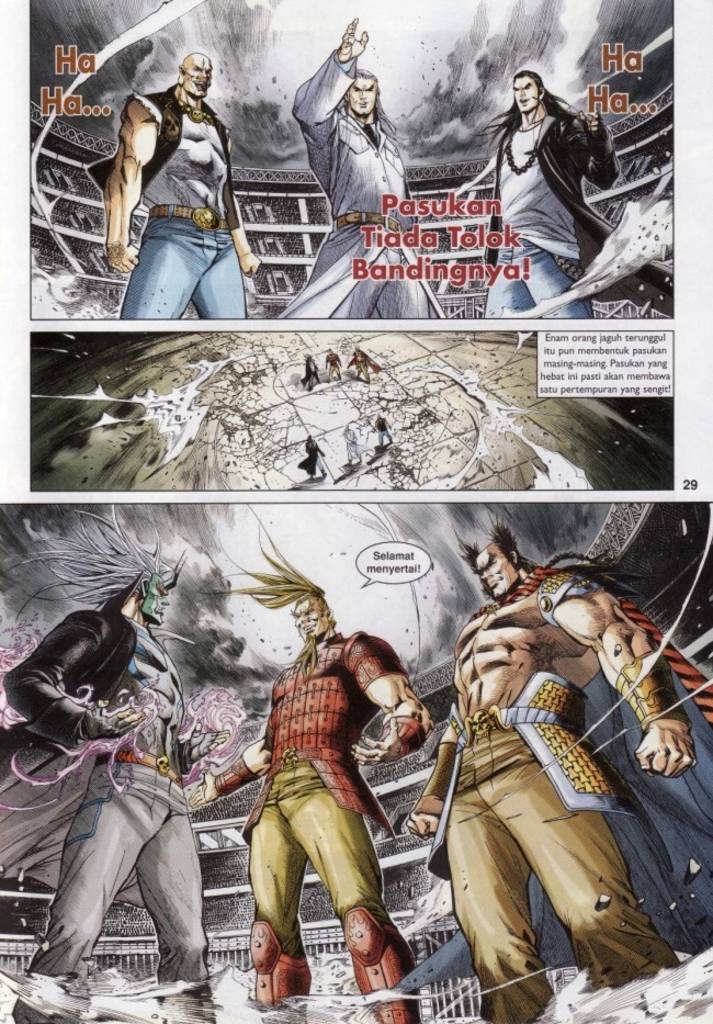 Ha
Ha...
Ha
Ha...
Pasukan
Tiada Tolok
Bandingnya!
Enam orang jaguh terunggul
itu pun membentuk pasukan
masing-masing. Pasukan yang
hebat ini pasti akan membawa
satu pertempuran yang sengit!
29
Selamat
menyertai!